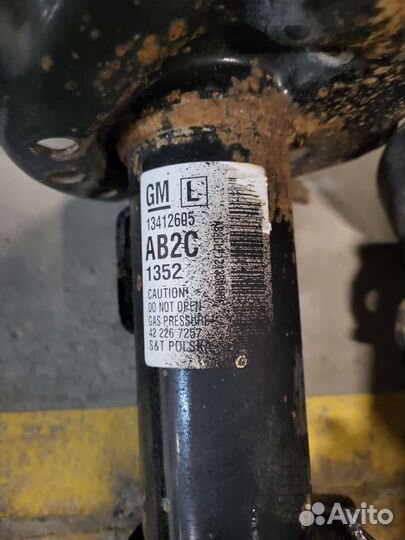 GM L
13412605
AB2C
1352
CAUTION
DO NOT OPEN
GAS PRESSURE
42 226 7257
S&T POLSKA
Avito